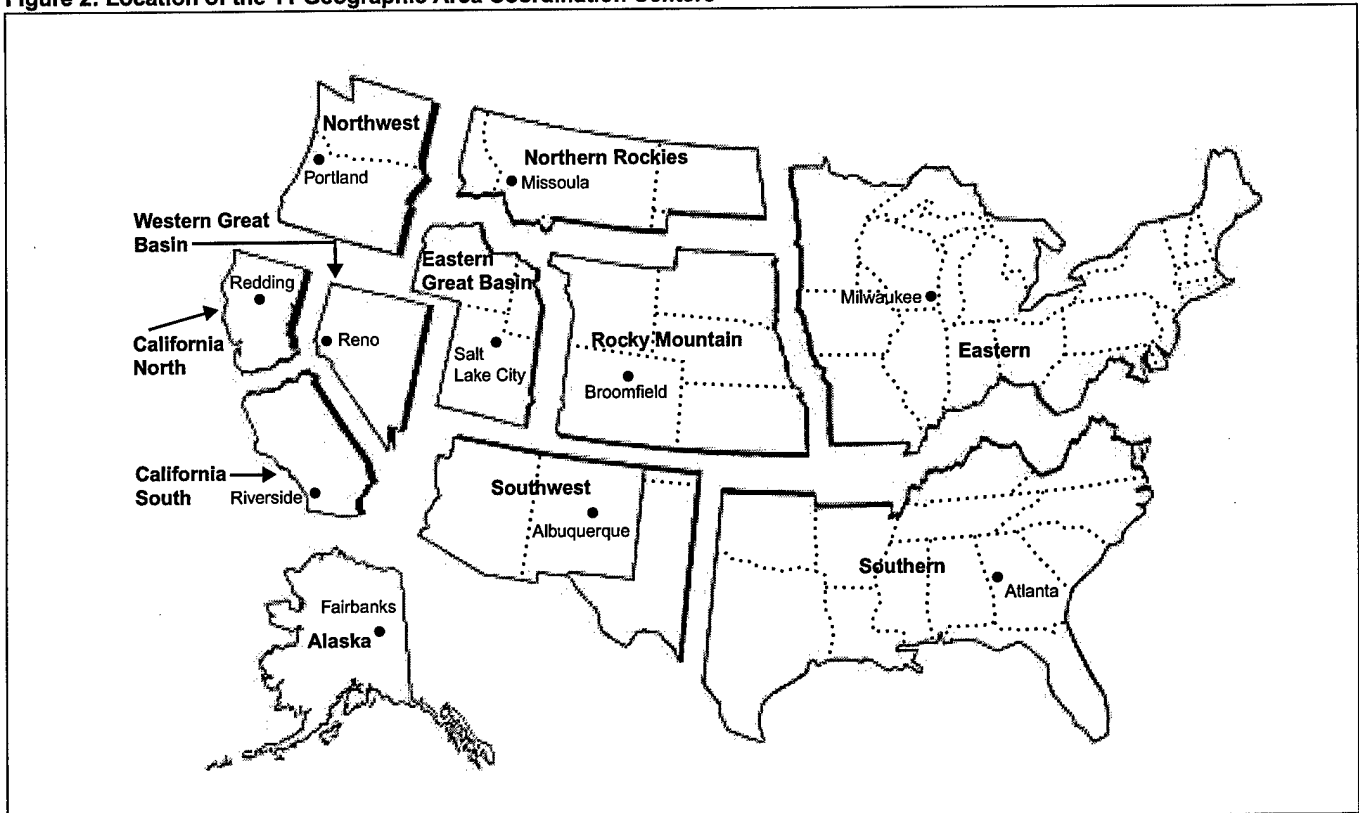 Figure 2: Location of the 11 Geographic Area Coordination Centers
Northwest
Portland
Northern Rockies
Missoula
Western Great
Basin
Eastern
Great Basin
Redding
California
North
Reno
Salt
Lake City
Rocky Mountain
Broomfield
Milwaukee
Eastern
California
South
Riverside
Southwest
Albuquerque
Southern
Atlanta
Fairbanks
Alaska